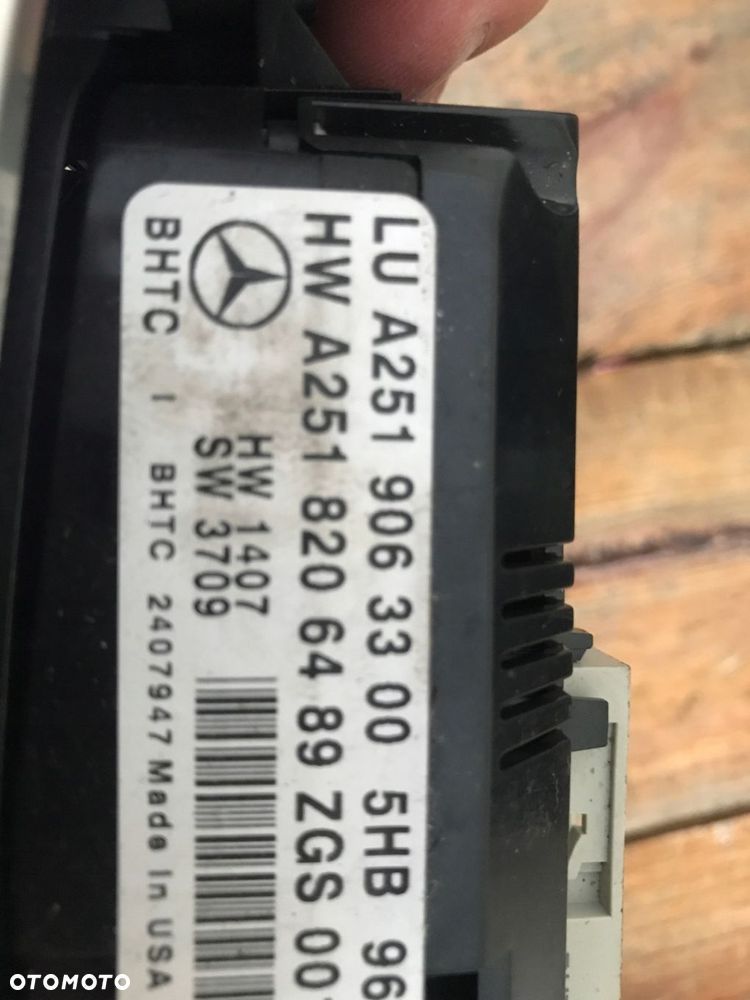 LU A251 906 33 00 5HB 96
HW A251 820 64 89 ZGS 00
HW 1407
SW 3709
BHTC I BHTC 2407947 Made In USA
OTOMOTO